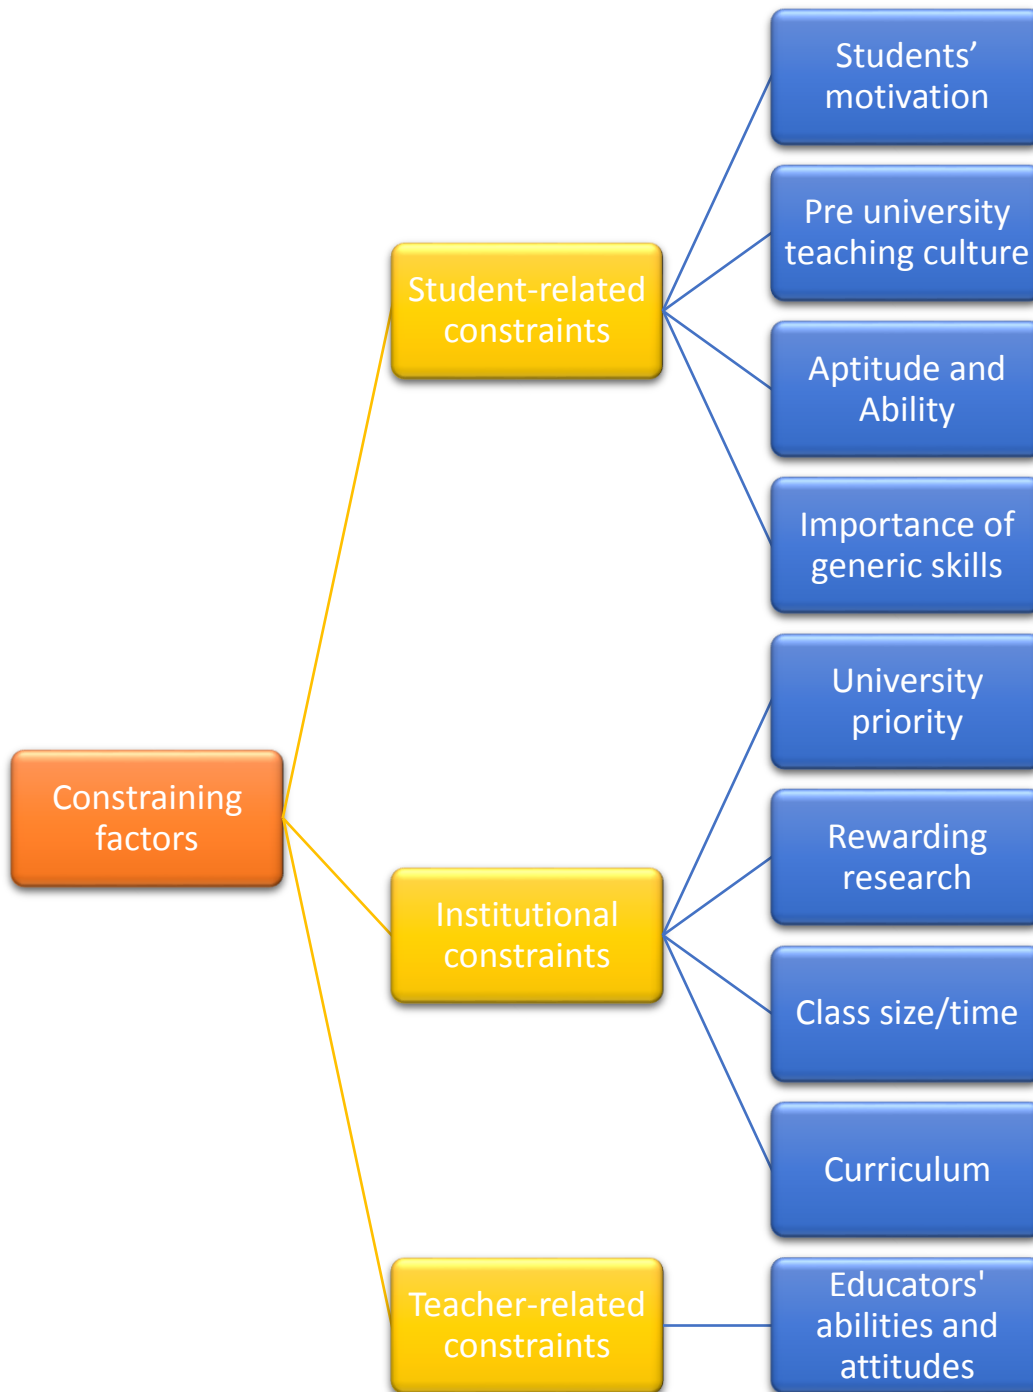 Constraining
factors
Student-related
constraints
Students’
motivation
Pre university
teaching culture
Aptitude and
Ability
Importance of
generic skills
Institutional
constraints
University
priority
Rewarding
research
Class size/time
Curriculum
Teacher-related
constraints
Educators'
abilities and
attitudes